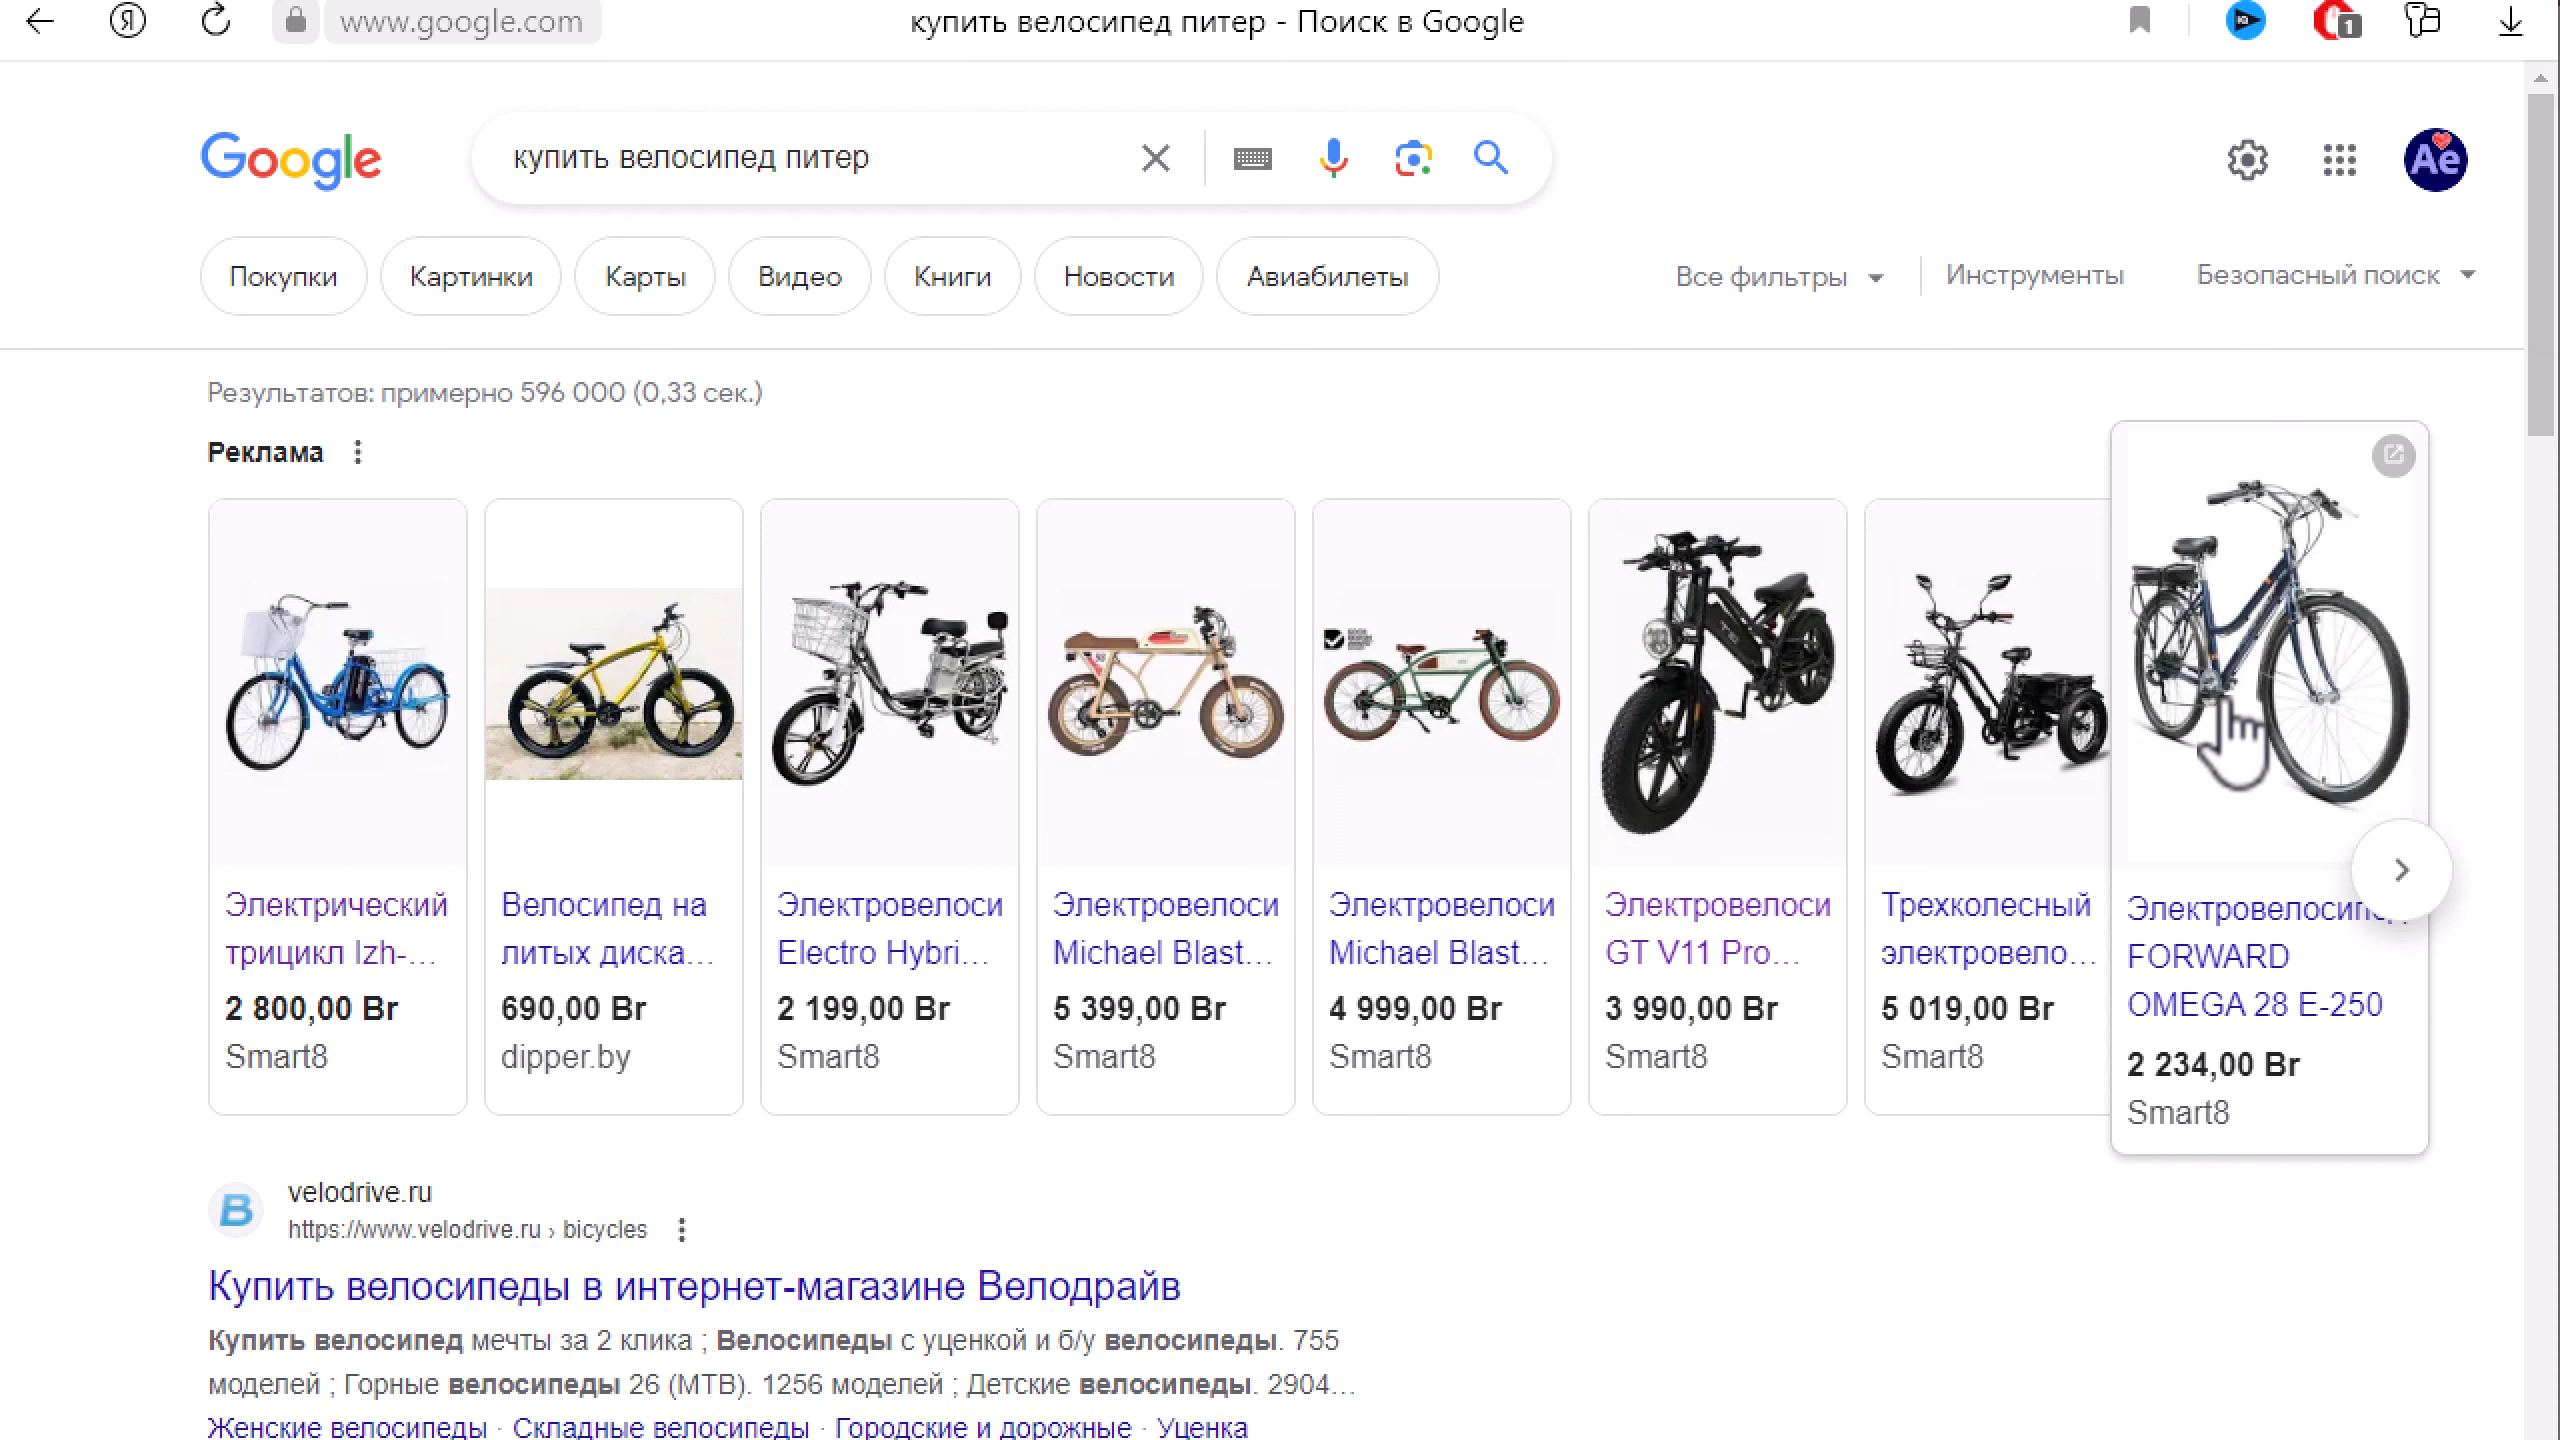 www.google.com
купить велосипед питер - Поиск в Google
1
Google
купить велосипед питер
Ae
Покупки
Картинки
Карты
Видео
Книги
Новости
Авиабилеты
Все фильтры
Инструменты
Безопасный поиск
Результатов: примерно 596 000 (0,33 сек.)
Реклама
Электрический
трицикл Izh-...
2 800,00 Br
Smart8
Велосипед на
литых диска...
690,00 Br
dipper.by
Электровелоси
Electro Hybri...
2 199,00 Br
Smart8
Электровелоси
Michael Blast...
5 399,00 Br
Smart8
Электровелоси
Michael Blast...
4 999,00 Br
Smart8
Электровелоси
GT V11 Pro...
3 990,00 Br
Smart8
Трехколесный
электровело...
5 019,00 Br
Smart8
Электровелосип
FORWARD
OMEGA 28 E-250
2 234,00 Br
Smart8
B
velodrive.ru
https://www.velodrive.ru › bicycles
Купить велосипеды в интернет-магазине Велодрайв
Купить велосипед мечты за 2 клика ; Велосипеды с уценкой и б/у велосипеды. 755
моделей ; Горные велосипеды 26 (MTB). 1256 моделей ; Детские велосипеды. 2904...
Женские велосипеды · Складные велосипеды · Городские и дорожные · Уценка